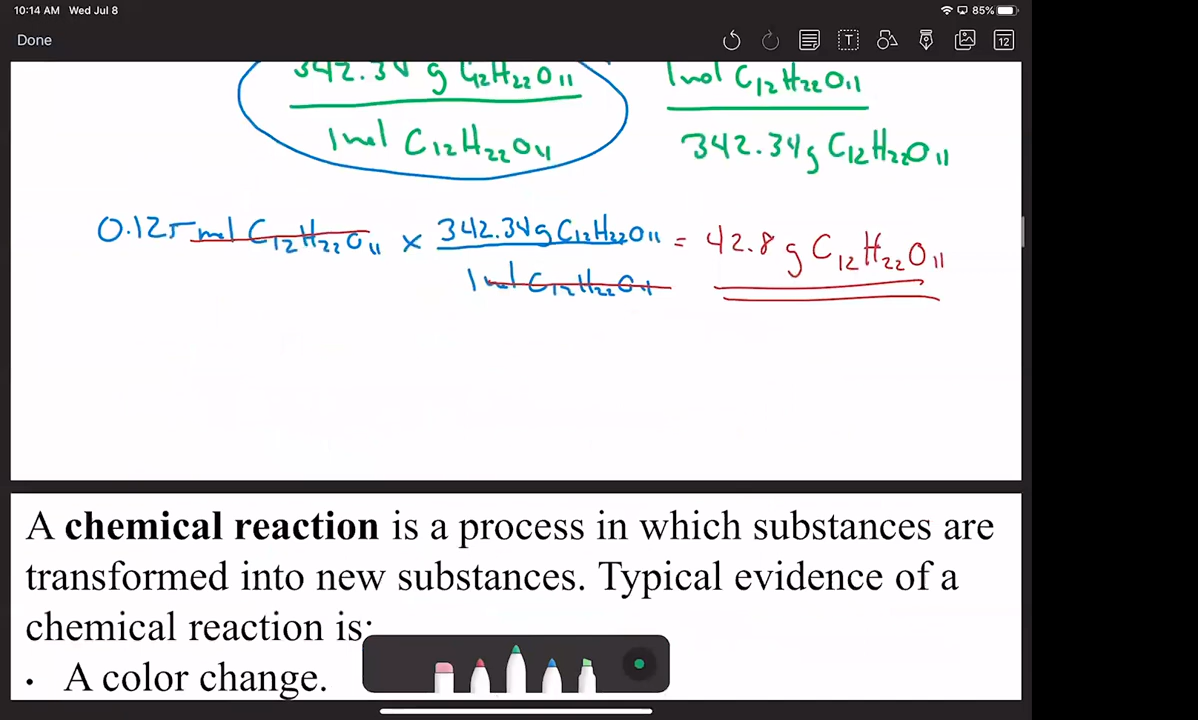 10:14 AM Wed Jul 8 85%
Done T 12
342.34 g C12H22O11 1 mol C12H22O11
1 mol C12H22O11 342.34 g C12H22O11
0.125 mol C12H22O11 × 342.34 g C12H22O11 = 42.8 g C12H22O11
1 mol C12H22O11
A chemical reaction is a process in which substances are
transformed into new substances. Typical evidence of a
chemical reaction is:
• A color change.